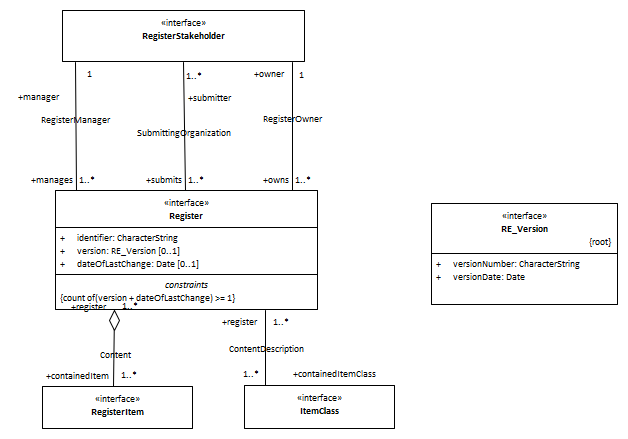 «interface»
RegisterStakeholder
1
1..*
+owner
1
+manager
+submitter
RegisterManager
RegisterOwner
SubmittingOrganization
+manages
1..*
+submits
1..*
+owns
1..*
«interface»
Register
+ identifier: CharacterString
+ version: RE_Version [0..1]
+ dateOfLastChange: Date [0..1]
constraints
{count of(version + dateOfLastChange) >= 1}
«interface»
RE_Version
{root}
+ versionNumber: CharacterString
+ versionDate: Date
+register
1..*
+register
1..*
Content
ContentDescription
+containedItem
1..*
1..*
+containedItemClass
«interface»
RegisterItem
«interface»
ItemClass